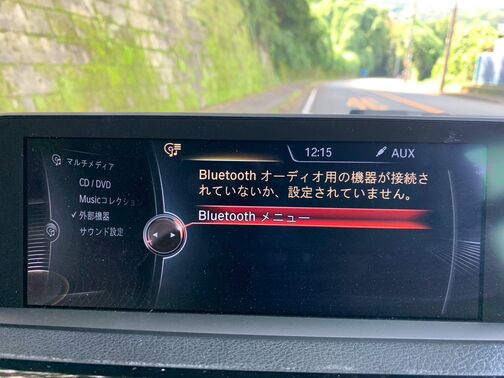 12:15
AUX
マルチメディア
CD / DVD
Musicコレクション
外部機器
サウンド設定
Bluetooth オーディオ用の機器が接続さ
れていないか、設定されていません。
Bluetooth メニュー